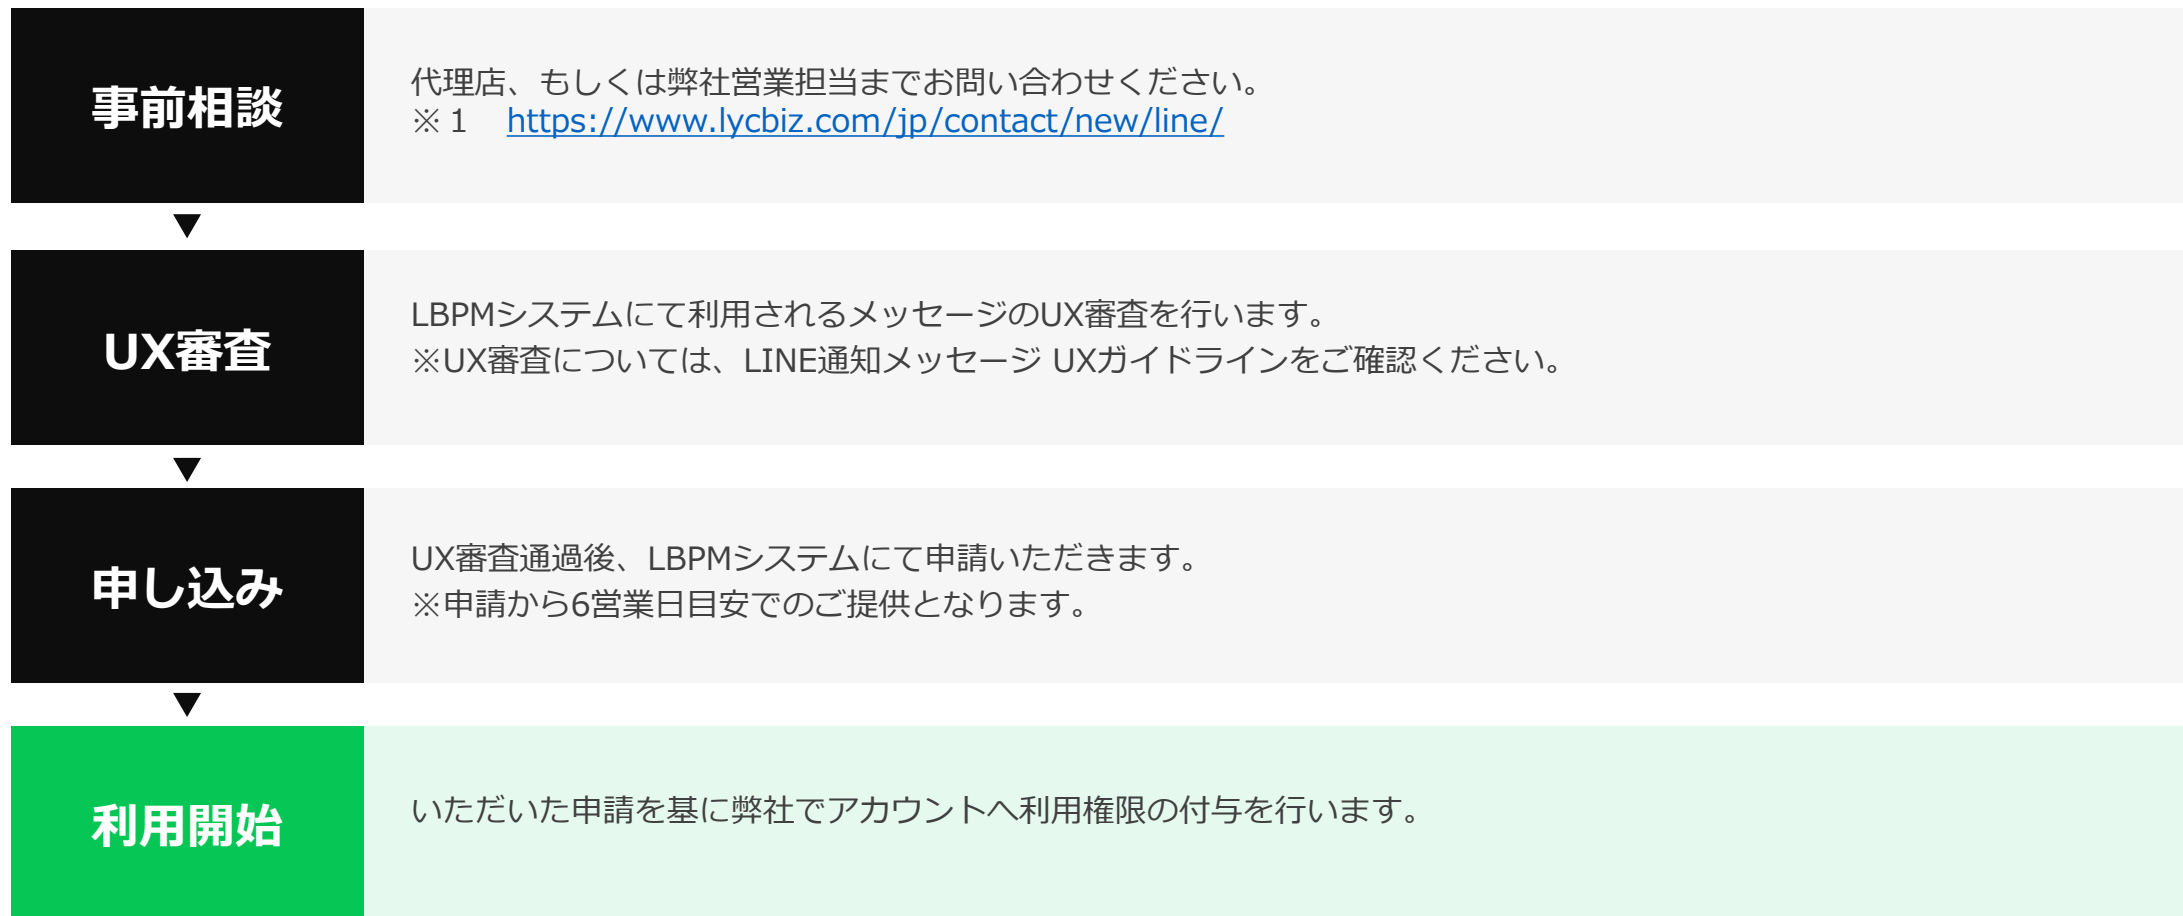 事前相談
代理店、もしくは弊社営業担当までお問い合わせください。
※１　https://www.lycbiz.com/jp/contact/new/line/
▼
UX審査
LBPMシステムにて利用されるメッセージのUX審査を行います。
※UX審査については、LINE通知メッセージ UXガイドラインをご確認ください。
▼
申し込み
UX審査通過後、LBPMシステムにて申請いただきます。
※申請から6営業日目安でのご提供となります。
▼
利用開始
いただいた申請を基に弊社でアカウントへ利用権限の付与を行います。